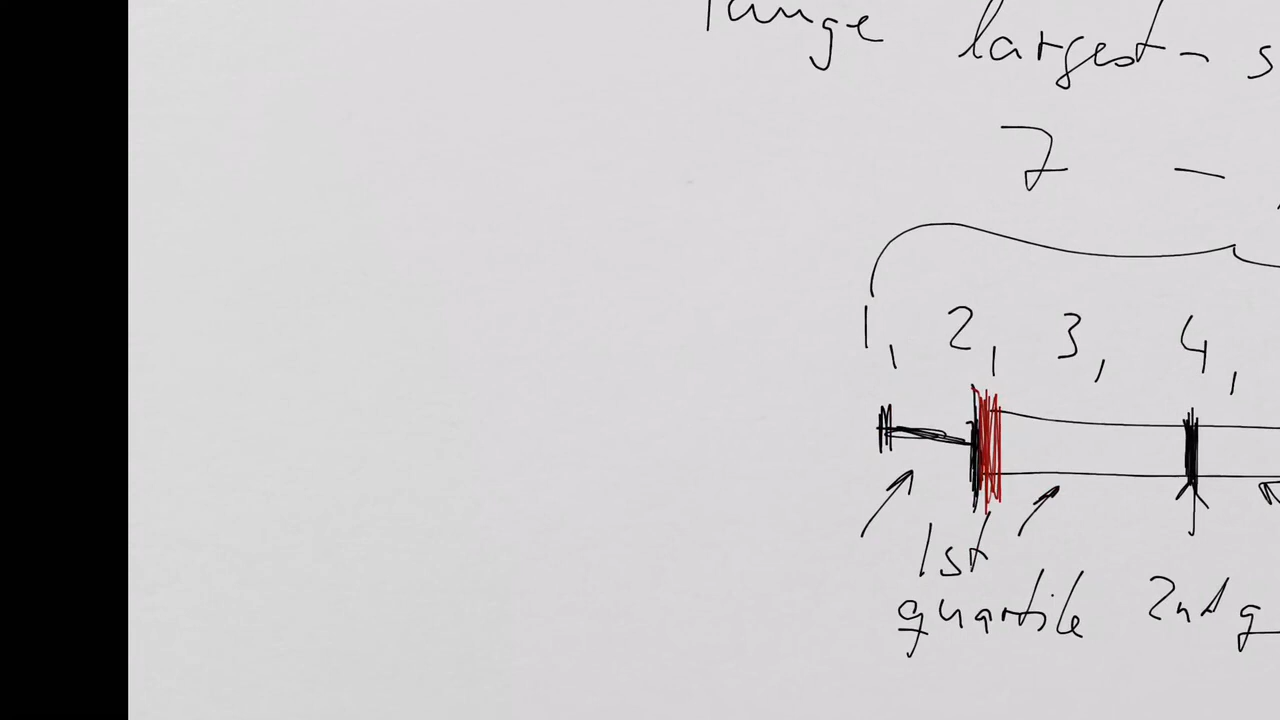 range largest - s
7 -
1, 2, 3, 4,
1st
quartile 2nd q